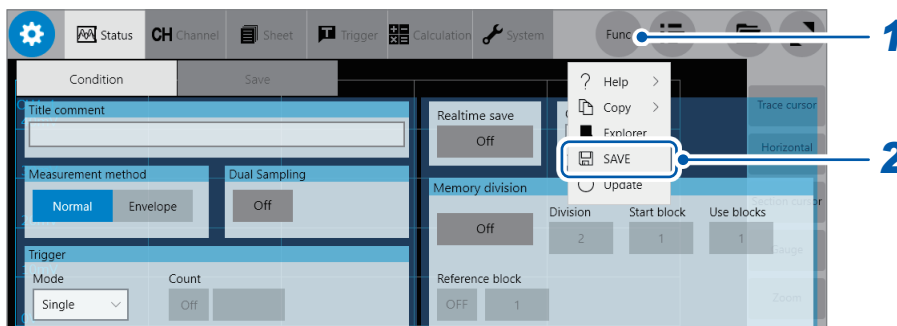 Status CH Channel Sheet Trigger Calculation System Func 1
Condition Save
Title comment
Measurement method Dual Sampling
Normal Envelope Off
Trigger
Mode Count
Single Off
Realtime save
Off
Memory division
Off
Division Start block Use blocks
2 1 1
Reference block
OFF 1
? Help >
Copy >
Explorer
SAVE 2
Update
Trace cursor
Horizontal
Section cursor
Gauge
Zoom